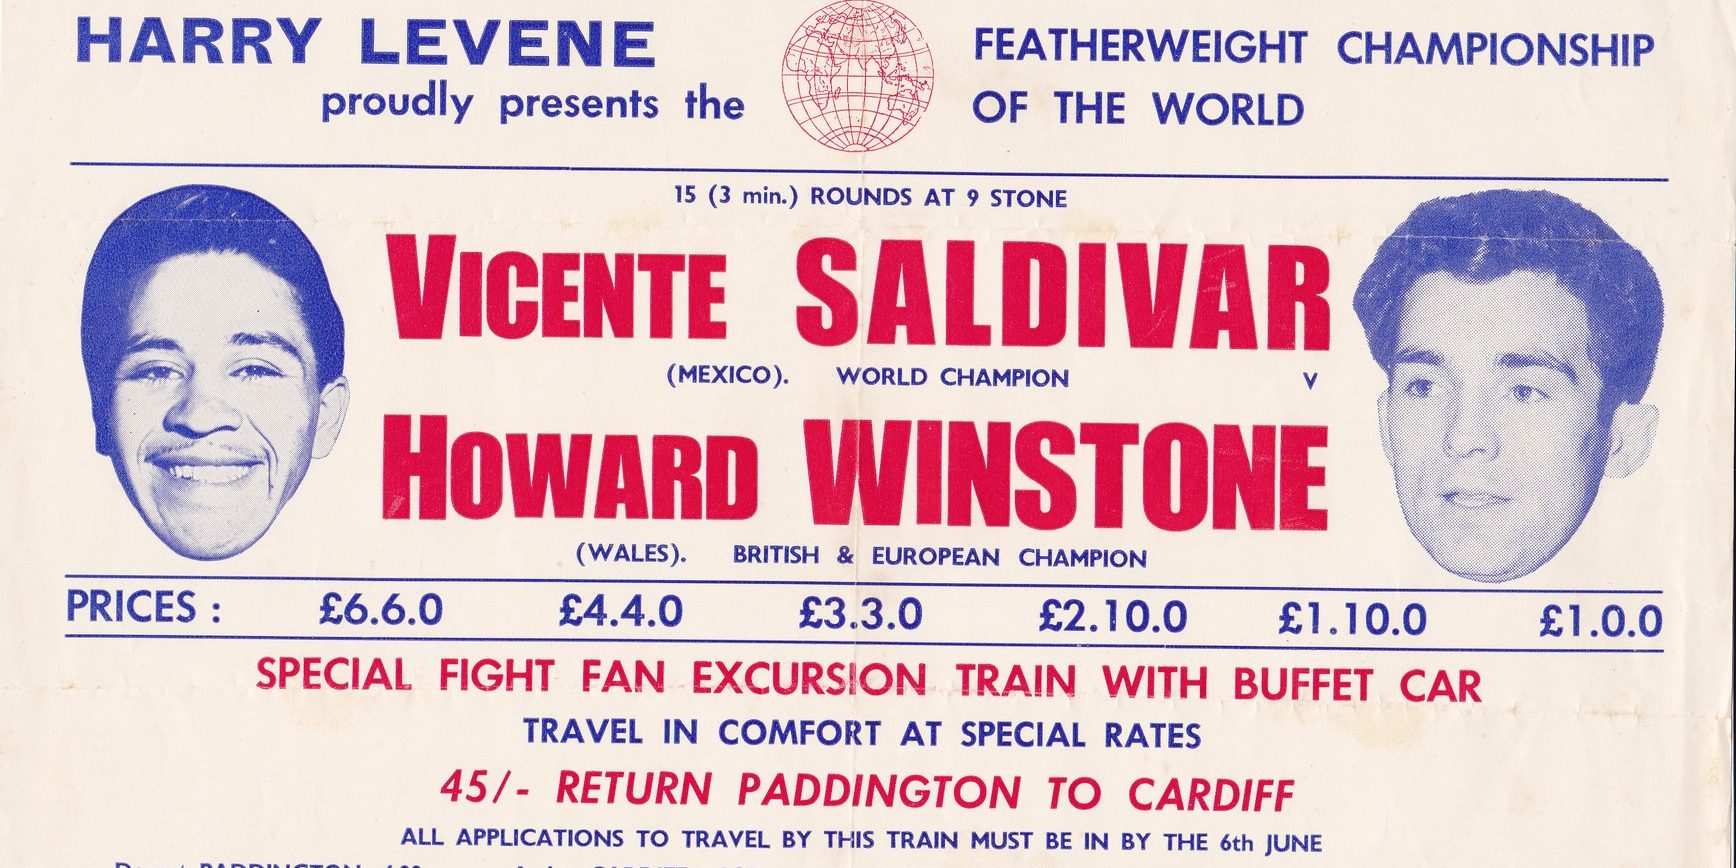 HARRY LEVENE
proudly presents the
FEATHERWEIGHT CHAMPIONSHIP
OF THE WORLD
15 (3 min.) ROUNDS AT 9 STONE
VICENTE SALDIVAR
(MEXICO). WORLD CHAMPION V
HOWARD WINSTONE
(WALES). BRITISH & EUROPEAN CHAMPION
PRICES : £6.6.0 £4.4.0 £3.3.0 £2.10.0 £1.10.0 £1.0.0
SPECIAL FIGHT FAN EXCURSION TRAIN WITH BUFFET CAR
TRAVEL IN COMFORT AT SPECIAL RATES
45/- RETURN PADDINGTON TO CARDIFF
ALL APPLICATIONS TO TRAVEL BY THIS TRAIN MUST BE IN BY THE 6th JUNE
PADDINGTON